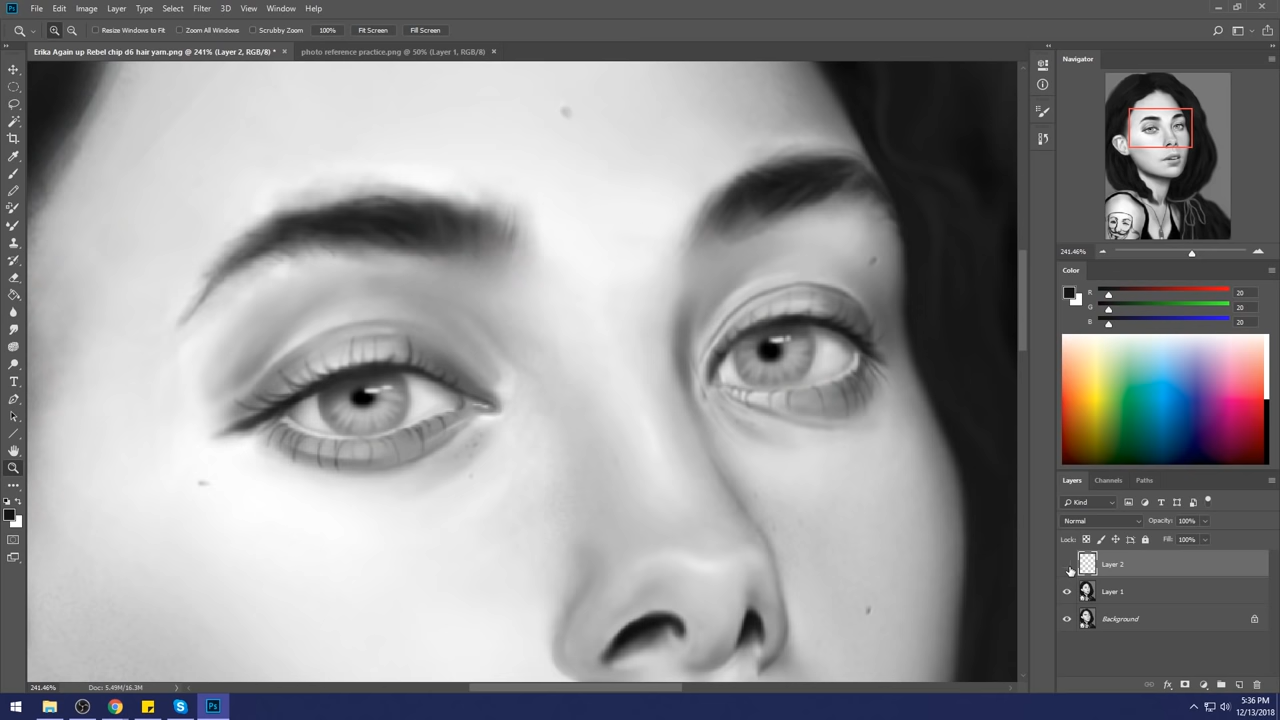 File Edit Image Layer Type Select Filter 3D View Window Help
Resize Windows to Fit Zoom All Windows Scrubby Zoom 100% Fit Screen Fill Screen
Erika Again up Rebel chip d6 hair yarn.png @ 241% (Layer 2, RGB/8) * × photo reference practice.png @ 50% (Layer 1, RGB/8) ×
Navigator
241.46%
Color
R 20
G 20
B 20
Layers Channels Paths
Kind
Normal Opacity: 100%
Lock: Fill: 100%
Layer 2
Layer 1
Background
241.46% Doc: 5.49M/16.3M
5:36 PM
12/13/2018